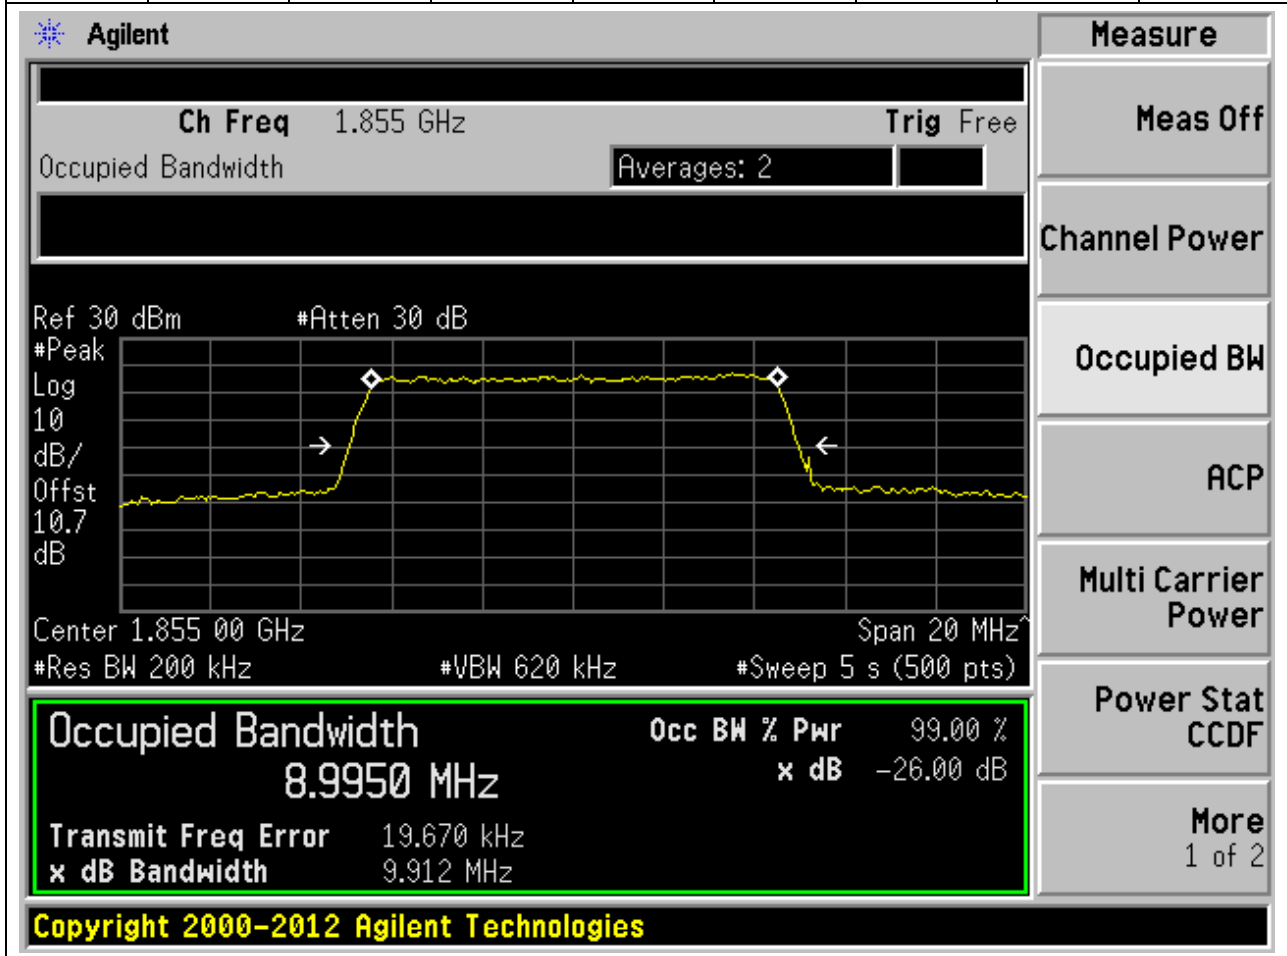 Agilent
Measure
Ch Freq 1.855 GHz Trig Free
Occupied Bandwidth Averages: 2
Meas Off
Channel Power
Occupied BW
ACP
Multi Carrier
Power
Power Stat
CCDF
More
1 of 2
Ref 30 dBm #Atten 30 dB
#Peak
Log
10
dB/
Offst
10.7
dB
Center 1.855 00 GHz Span 20 MHz^
#Res BW 200 kHz #VBW 620 kHz #Sweep 5 s (500 pts)
Occupied Bandwidth Occ BW % Pwr 99.00 %
8.9950 MHz x dB -26.00 dB
Transmit Freq Error 19.670 kHz
x dB Bandwidth 9.912 MHz
Copyright 2000-2012 Agilent Technologies